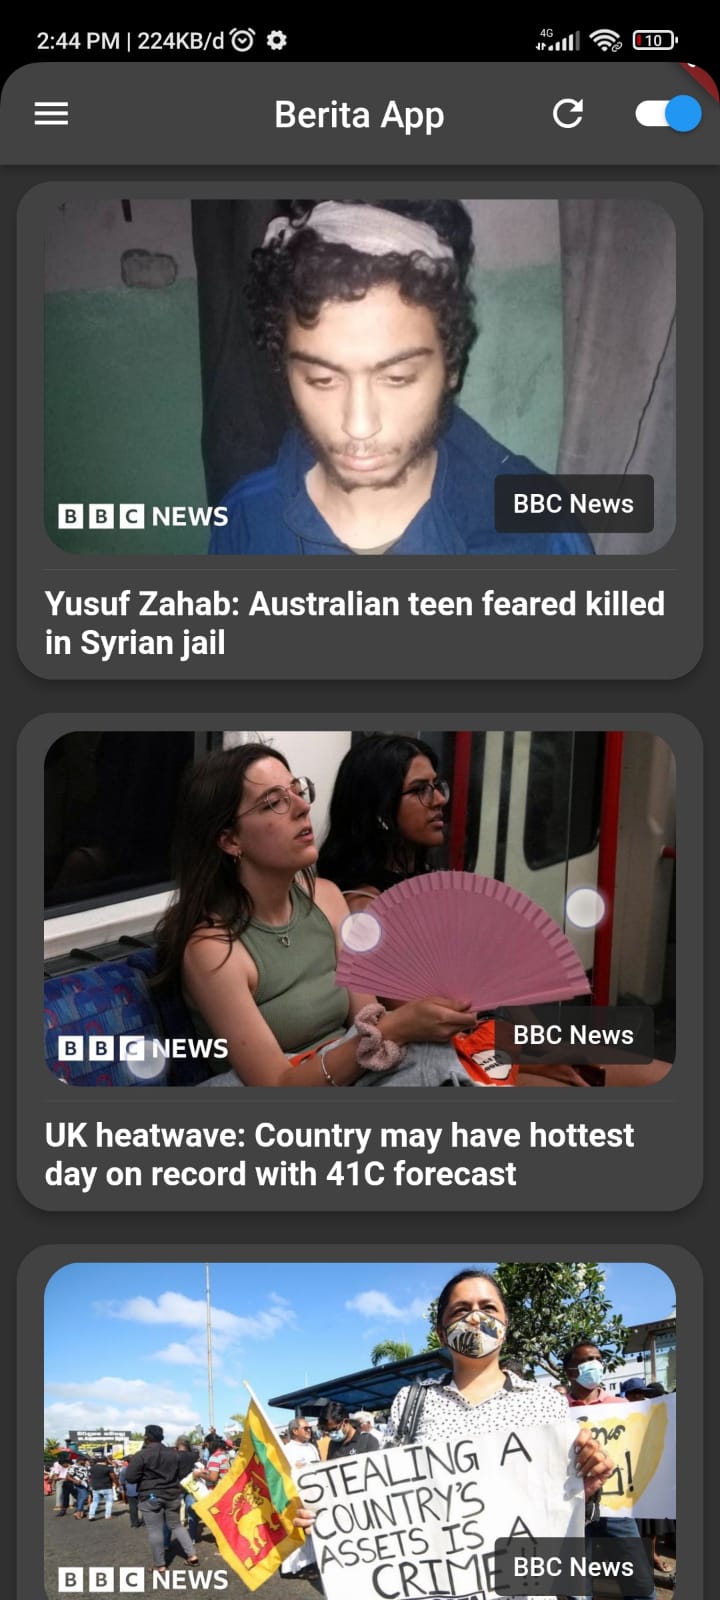 2:44 PM | 224KB/d
4G
10
Berita App
BBC NEWS
BBC News
Yusuf Zahab: Australian teen feared killed
in Syrian jail
BBC NEWS
BBC News
UK heatwave: Country may have hottest
day on record with 41C forecast
STEALING A
COUNTRY'S
ASSETS IS A
CRIME
BBC NEWS
BBC News